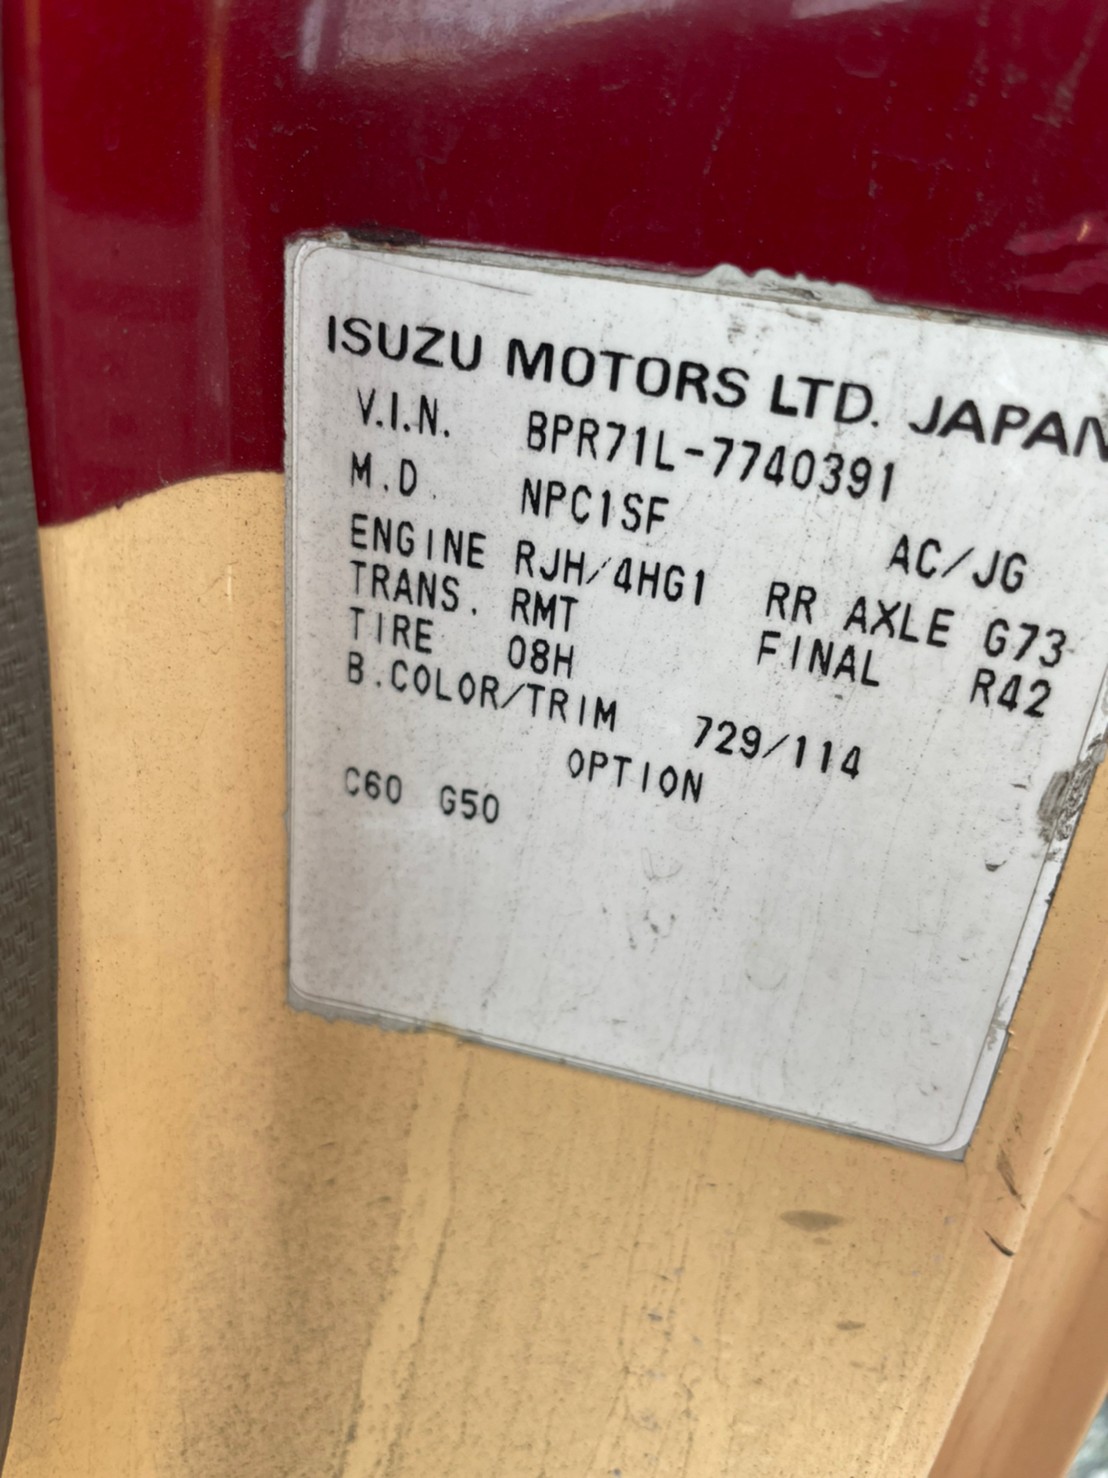 ISUZU MOTORS LTD. JAPAN
V.I.N. BPR71L-7740391
M.D. NPC1SF AC/JG
ENGINE RJH/4HG1 RR AXLE G73
TRANS. RMT FINAL R42
TIRE 08H
B.COLOR/TRIM 729/114
OPTION
C60 G50